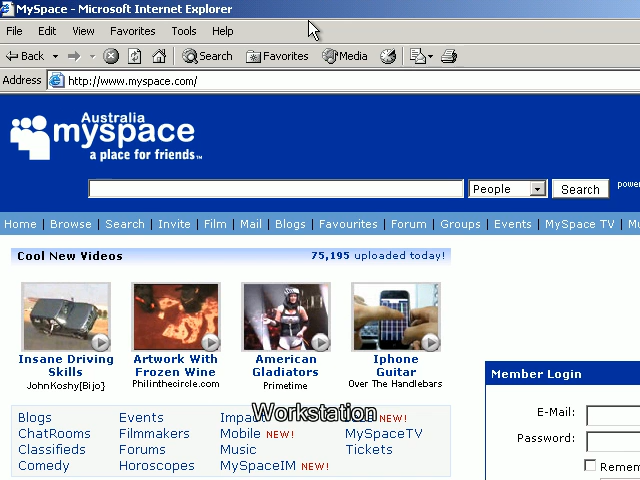 MySpace - Microsoft Internet Explorer
File Edit View Favorites Tools Help
Back Search Favorites Media
Address http://www.myspace.com/
Australia
myspace
a place for friends
People Search power
Home | Browse | Search | Invite | Film | Mail | Blogs | Favourites | Forum | Groups | Events | MySpace TV | Mu
Cool New Videos 75,195 uploaded today!
Insane Driving Skills
JohnKoshy[Bijo}
Artwork With Frozen Wine
Philinthecircle.com
American Gladiators
Primetime
Iphone Guitar
Over The Handlebars
Member Login
E-Mail:
Password:
Remem
Blogs Events NEW!
Workstation
ChatRooms Filmmakers Mobile NEW! MySpaceTV
Classifieds Forums Music Tickets
Comedy Horoscopes MySpaceIM NEW!